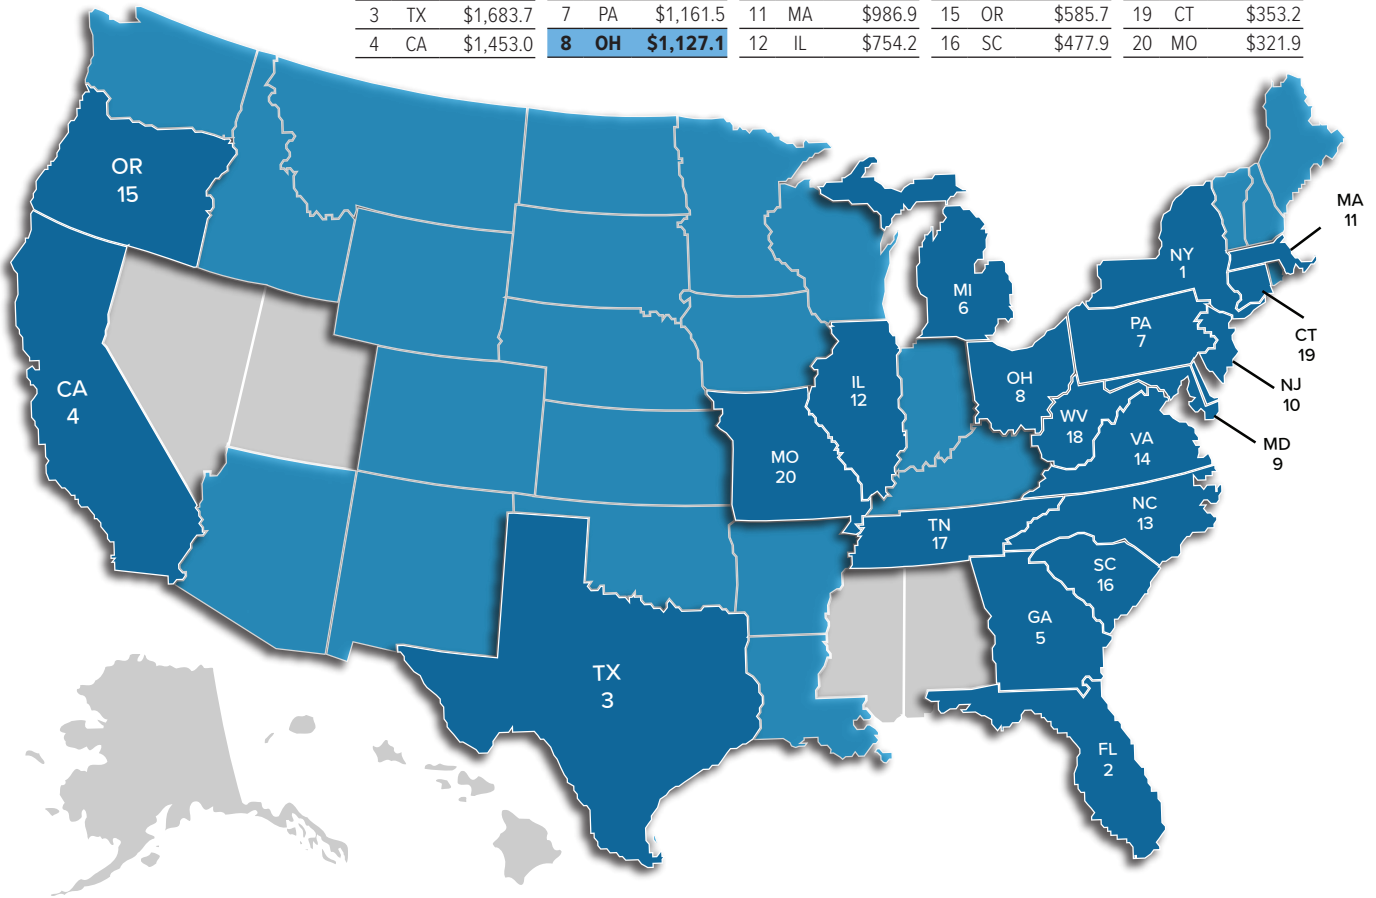 3 TX $1,683.7 7 PA $1,161.5 11 MA $986.9 15 OR $585.7 19 CT $353.2
4 CA $1,453.0 8 OH $1,127.1 12 IL $754.2 16 SC $477.9 20 MO $321.9
OR
15
MA
11
NY
1
MI
6
PA
7
CT
19
OH
8
IL
12
CA
4
NJ
10
WV
18
VA
14
MD
9
MO
20
NC
13
TN
17
SC
16
GA
5
TX
3
FL
2